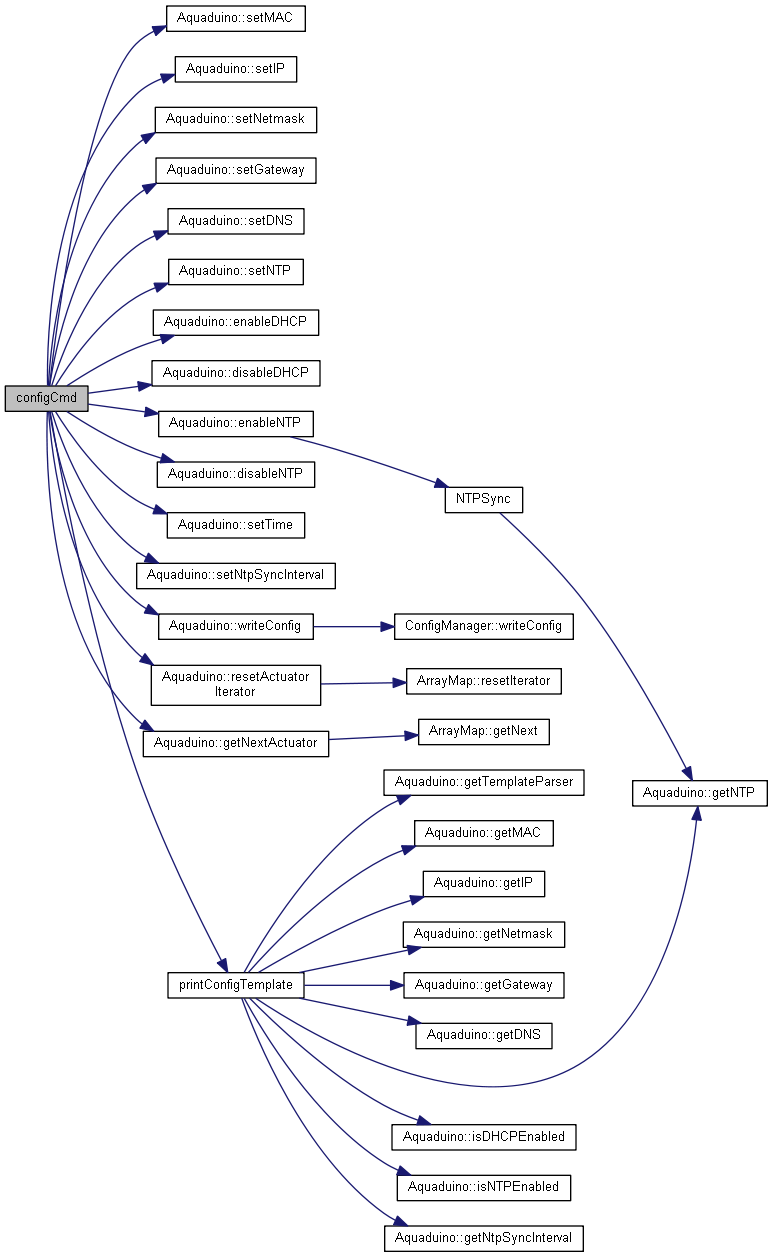 Aquaduino::setMAC
Aquaduino::setIP
Aquaduino::setNetmask
Aquaduino::setGateway
Aquaduino::setDNS
Aquaduino::setNTP
Aquaduino::enableDHCP
Aquaduino::disableDHCP
configCmd
Aquaduino::enableNTP
Aquaduino::disableNTP
NTPSync
Aquaduino::setTime
Aquaduino::setNtpSyncInterval
Aquaduino::writeConfig
ConfigManager::writeConfig
Aquaduino::resetActuator
Iterator
ArrayMap::resetIterator
Aquaduino::getNextActuator
ArrayMap::getNext
Aquaduino::getTemplateParser
Aquaduino::getNTP
Aquaduino::getMAC
Aquaduino::getIP
Aquaduino::getNetmask
printConfigTemplate
Aquaduino::getGateway
Aquaduino::getDNS
Aquaduino::isDHCPEnabled
Aquaduino::isNTPEnabled
Aquaduino::getNtpSyncInterval